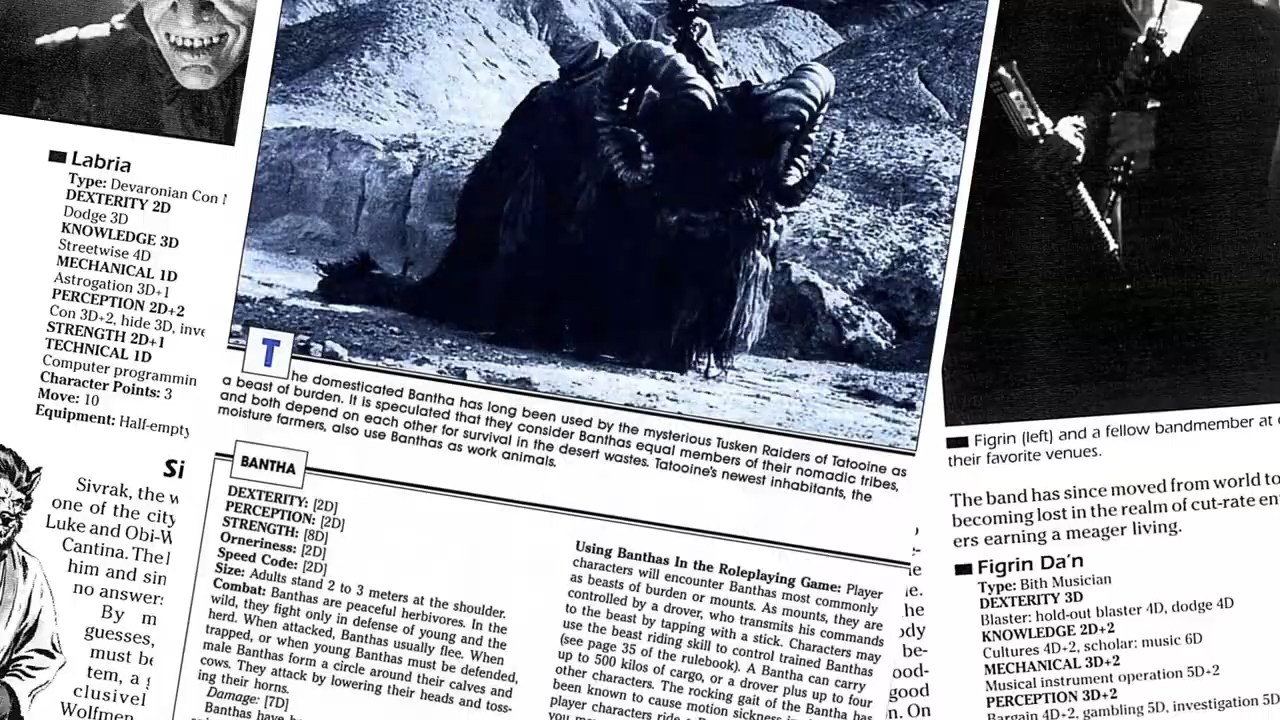 Labria
Type: Devaronian Con
DEXTERITY 2D
Dodge 3D
KNOWLEDGE 3D
Streetwise 4D
MECHANICAL 1D
Astrogation 3D+1
PERCEPTION 2D+2
Con 3D+2, hide 3D, inve
STRENGTH 2D+1
TECHNICAL 1D
Computer programmin
Character Points: 3
Move: 10
Equipment: Half-empty
Si
Sivrak, the w
one of the city
Luke and Obi-W
Cantina. The
him and sin
no answer
By m
guesses,
must be
tem, a
clusivel
Wolfmen
The domesticated Bantha has long been used by the mysterious Tusken Raiders of Tatooine as
a beast of burden. It is speculated that they consider Banthas equal members of their nomadic tribes,
and both depend on each other for survival in the desert wastes. Tatooine's newest inhabitants, the
moisture farmers, also use Banthas as work animals.
BANTHA
DEXTERITY: [2D]
PERCEPTION: [2D]
STRENGTH: [8D]
Orneriness: [2D]
Speed Code: [2D]
Size: Adults stand 2 to 3 meters at the shoulder.
Combat: Banthas are peaceful herbivores. In the
wild, they fight only in defense of young and the
herd. When attacked, Banthas usually flee. When
trapped, or when young Banthas must be defended,
male Banthas form a circle around their calves and
cows. They attack by lowering their heads and toss-
ing their horns.
Damage: [7D]
Banthas have b
Using Banthas In the Roleplaying Game: Player
characters will encounter Banthas most commonly
as beasts of burden or mounts. As mounts, they are
controlled by a drover, who transmits his commands
to the beast by tapping with a stick. Characters may
use the beast riding skill to control trained Banthas
(see page 35 of the rulebook). A Bantha can carry
up to 500 kilos of cargo, or a drover plus up to four
other characters. The rocking gait of the Bantha has
been known to cause motion sickness in
player characters ride
he
ody
be-
ood-
good
n. On
Figrin (left) and a fellow bandmember at
their favorite venues.
The band has since moved from world to
becoming lost in the realm of cut-rate en
ers earning a meager living.
Figrin Da'n
Type: Bith Musician
DEXTERITY 3D
Blaster: hold-out blaster 4D, dodge 4D
KNOWLEDGE 2D+2
Cultures 4D+2, scholar: music 6D
MECHANICAL 3D+2
Musical instrument operation 5D+2
PERCEPTION 3D+2
Bargain 4D+2, gambling 5D, investigation 5D